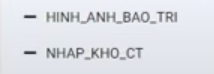 – HINH_ANH_BAO_TRI
– NHAP_KHO_CT